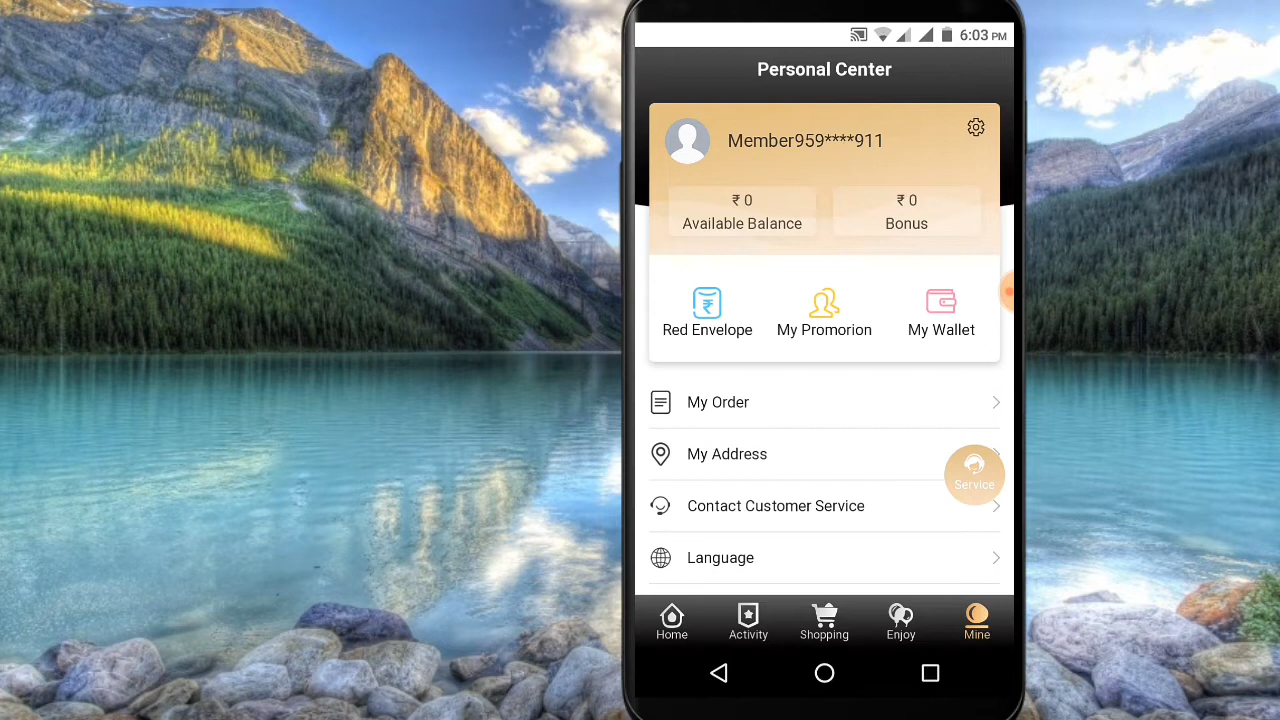 6:03 PM
Personal Center
Member959****911
₹ 0
Available Balance
₹ 0
Bonus
Red Envelope
My Promorion
My Wallet
My Order
My Address
Service
Contact Customer Service
Language
Home
Activity
Shopping
Enjoy
Mine